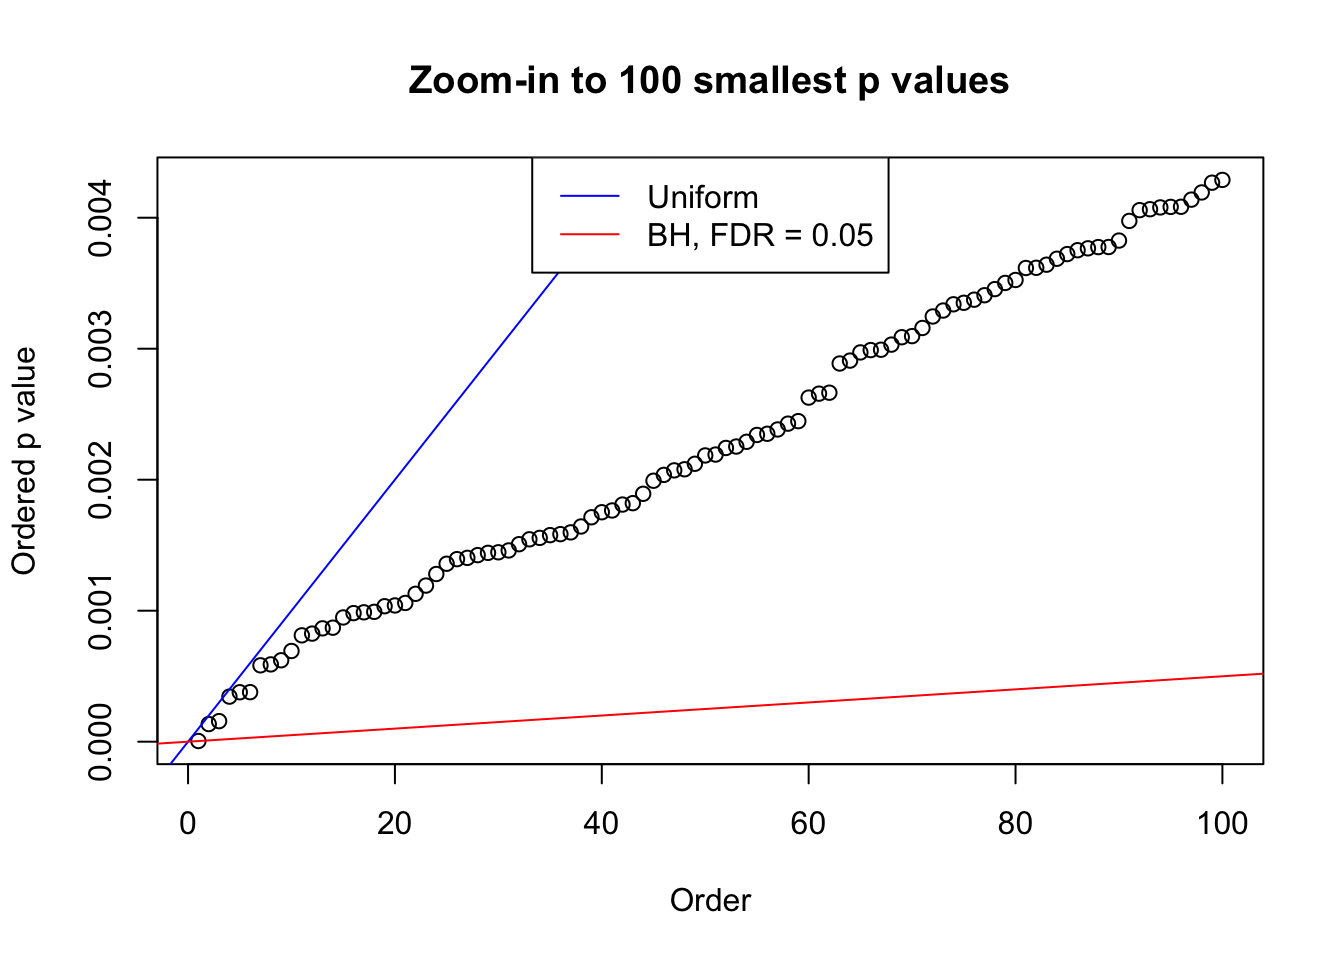 Zoom-in to 100 smallest p values
Uniform
BH, FDR = 0.05
Ordered p value
0.004
0.003
0.002
0.001
0.000
0 20 40 60 80 100
Order